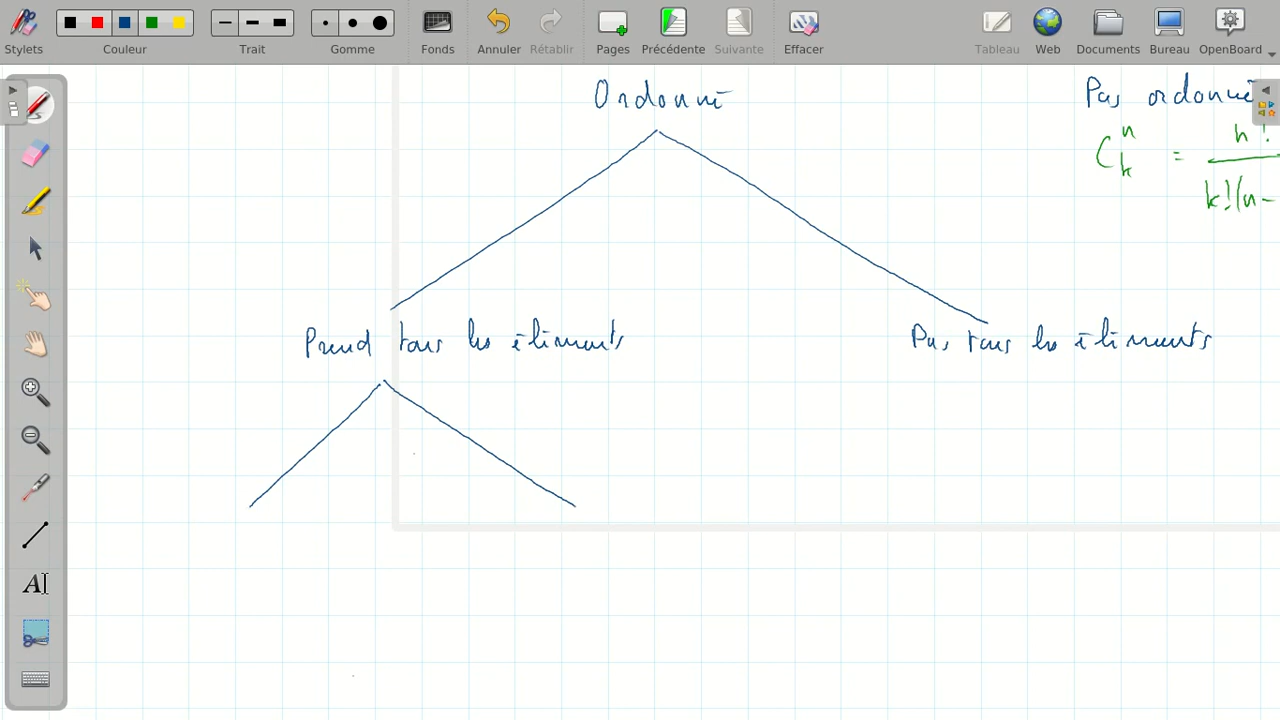 Stylets Couleur Trait Gomme Fonds Annuler Rétablir Pages Précédente Suivante Effacer Tableau Web Documents Bureau OpenBoard
Ordonné Pas ordonné
C n k = n! / k!(n-
Prend tous les éléments Pas tous les éléments
A